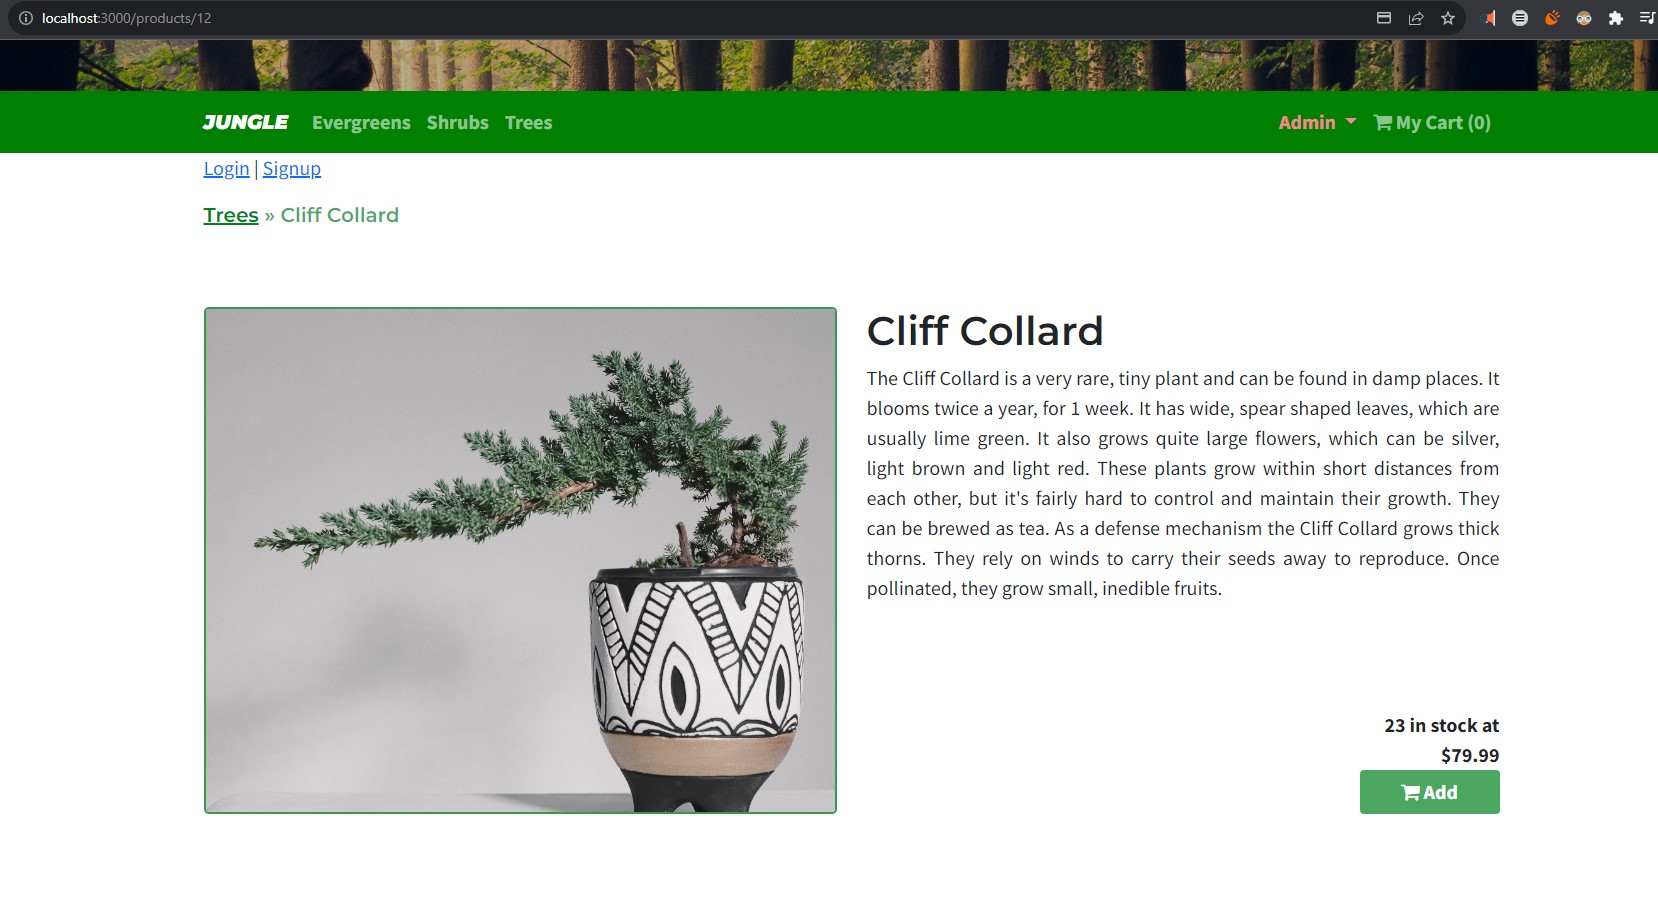 localhost:3000/products/12
JUNGLE Evergreens Shrubs Trees Admin My Cart (0)
Login | Signup
Trees » Cliff Collard
Cliff Collard
The Cliff Collard is a very rare, tiny plant and can be found in damp places. It
blooms twice a year, for 1 week. It has wide, spear shaped leaves, which are
usually lime green. It also grows quite large flowers, which can be silver,
light brown and light red. These plants grow within short distances from
each other, but it's fairly hard to control and maintain their growth. They
can be brewed as tea. As a defense mechanism the Cliff Collard grows thick
thorns. They rely on winds to carry their seeds away to reproduce. Once
pollinated, they grow small, inedible fruits.
23 in stock at
$79.99
Add